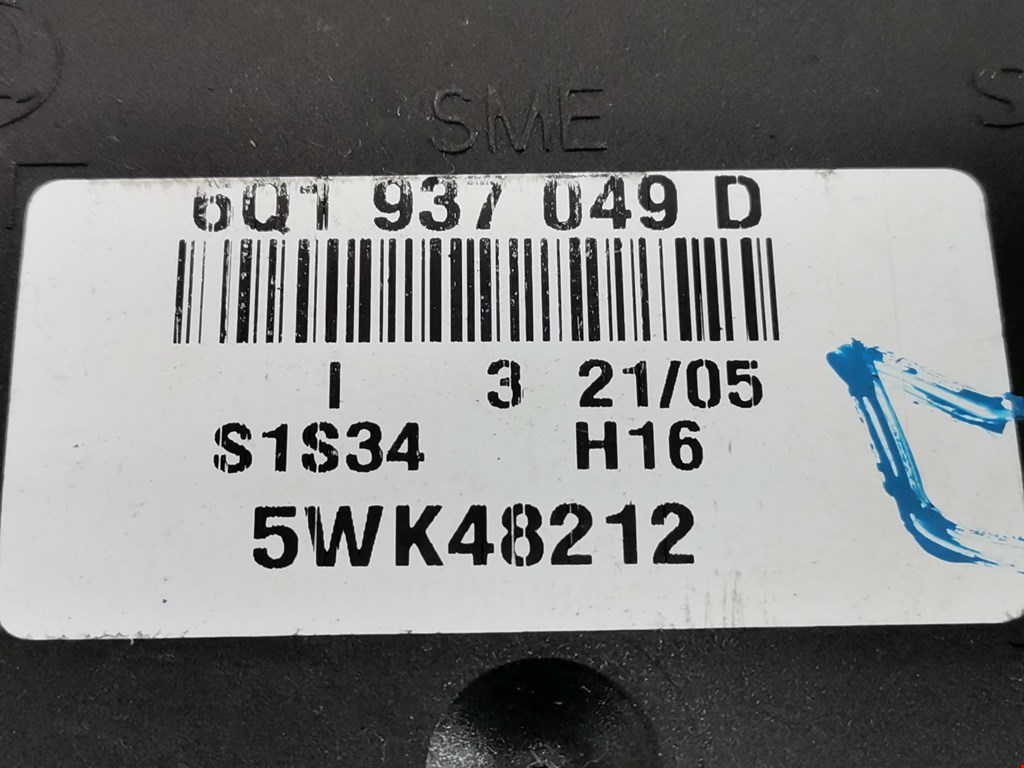 SME
6Q1 937 049 D
I 3 21/05
S1S34 H16
5WK48212